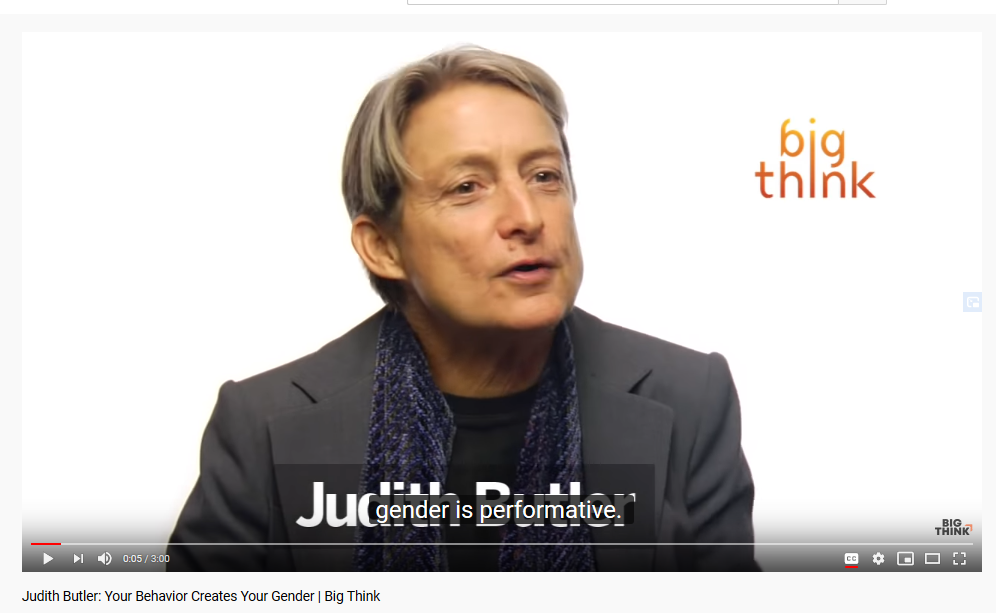 big
think
Judith Butler
gender is performative.
BIG
THINK
0:05 / 3:00
CC
Judith Butler: Your Behavior Creates Your Gender | Big Think